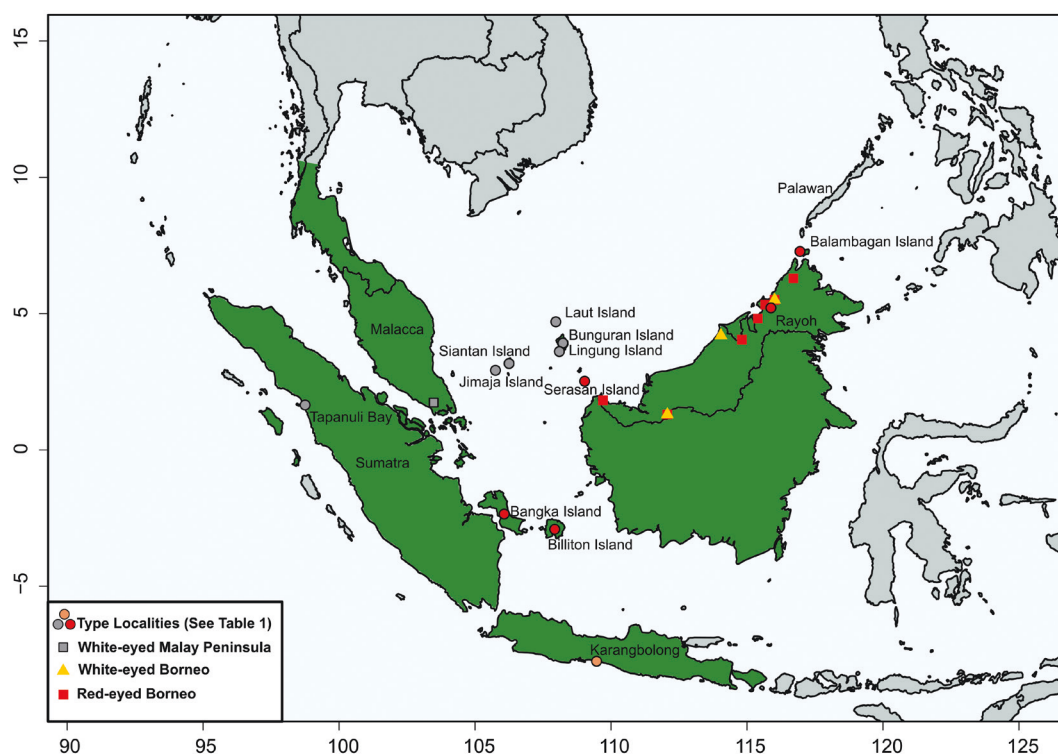 15
10
5
0
−5
90
95
100
105
110
115
120
125
Palawan
Balambagan Island
Laut Island
Rayoh
Bunguran Island
Malacca
Siantan Island
Lingung Island
Jimaja Island
Serasan Island
Tapanuli Bay
Sumatra
Bangka Island
Billiton Island
Karangbolong
Type Localities (See Table 1)
White-eyed Malay Peninsula
White-eyed Borneo
Red-eyed Borneo